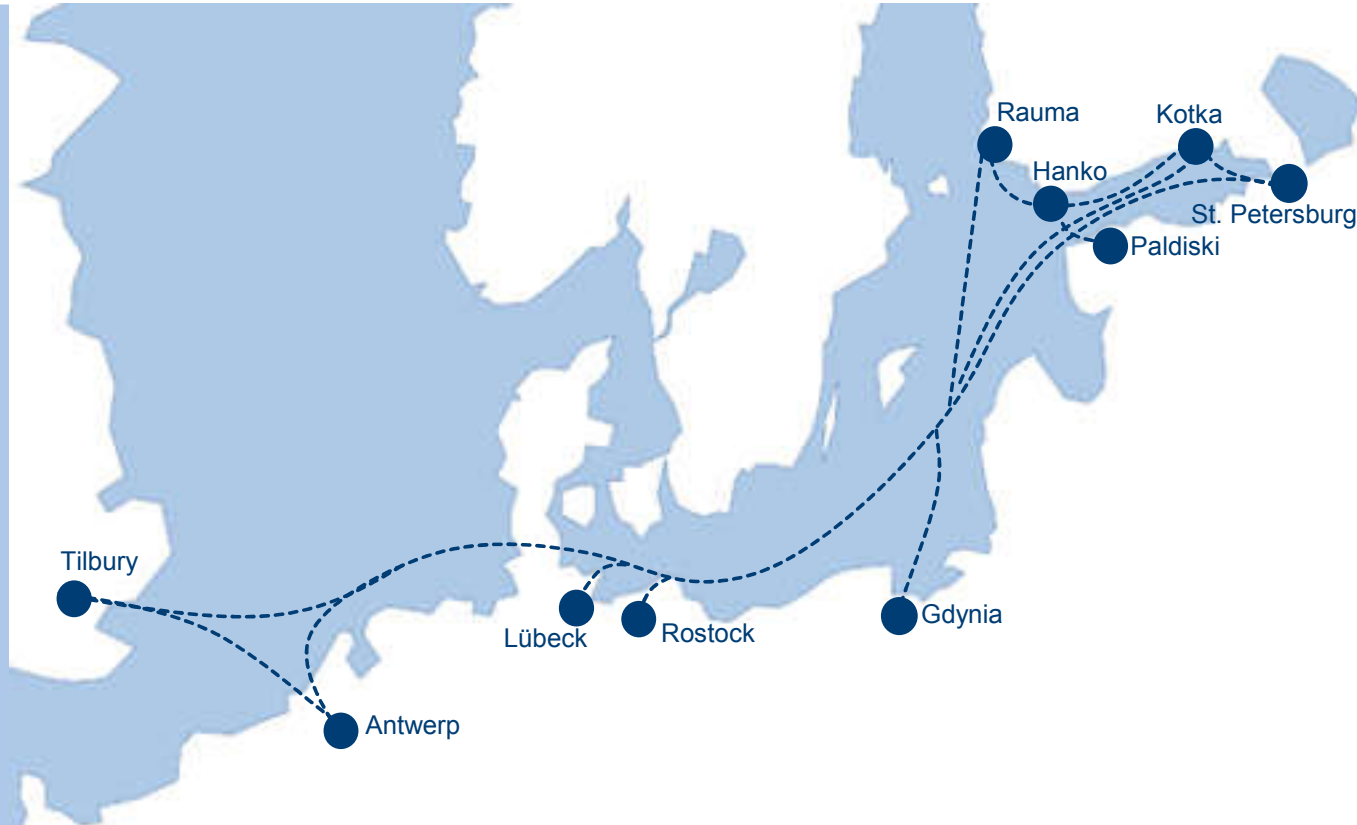 Rauma
Kotka
Hanko
St. Petersburg
Paldiski
Tilbury
Lübeck
Rostock
Gdynia
Antwerp